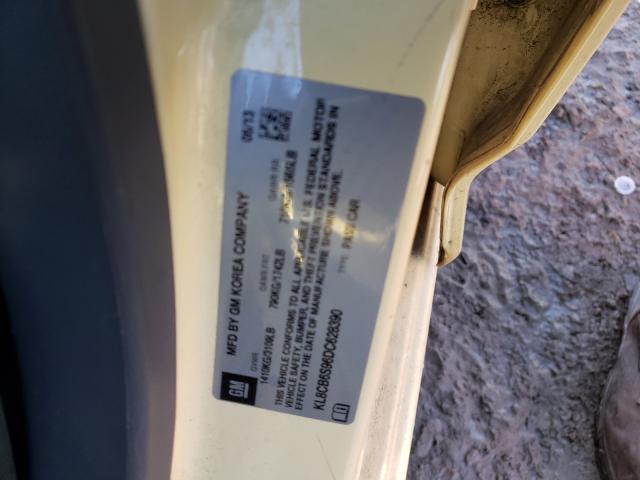 GM
MFD BY GM KOREA COMPANY 05/13
GVWR GAWR FRT GAWR RR
1410KG/3109LB 790KG/1742LB
THIS VEHICLE CONFORMS TO ALL APPLICABLE U.S. FEDERAL MOTOR
VEHICLE SAFETY, BUMPER, AND THEFT PREVENTION STANDARDS IN
EFFECT ON THE DATE OF MANUFACTURE SHOWN ABOVE.
KL8CB6S96DC628390 TYPE : PASS CAR